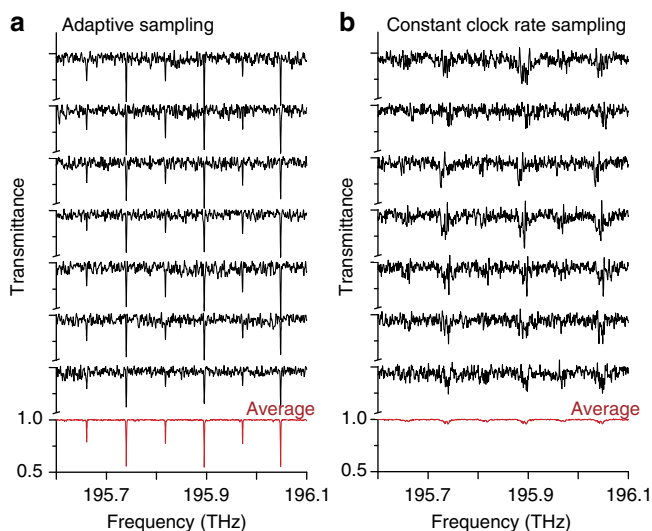 a Adaptive sampling
b Constant clock rate sampling
Transmittance
Transmittance
Average
Average
1.0
0.5
1.0
0.5
195.7 195.9 196.1
195.7 195.9 196.1
Frequency (THz)
Frequency (THz)